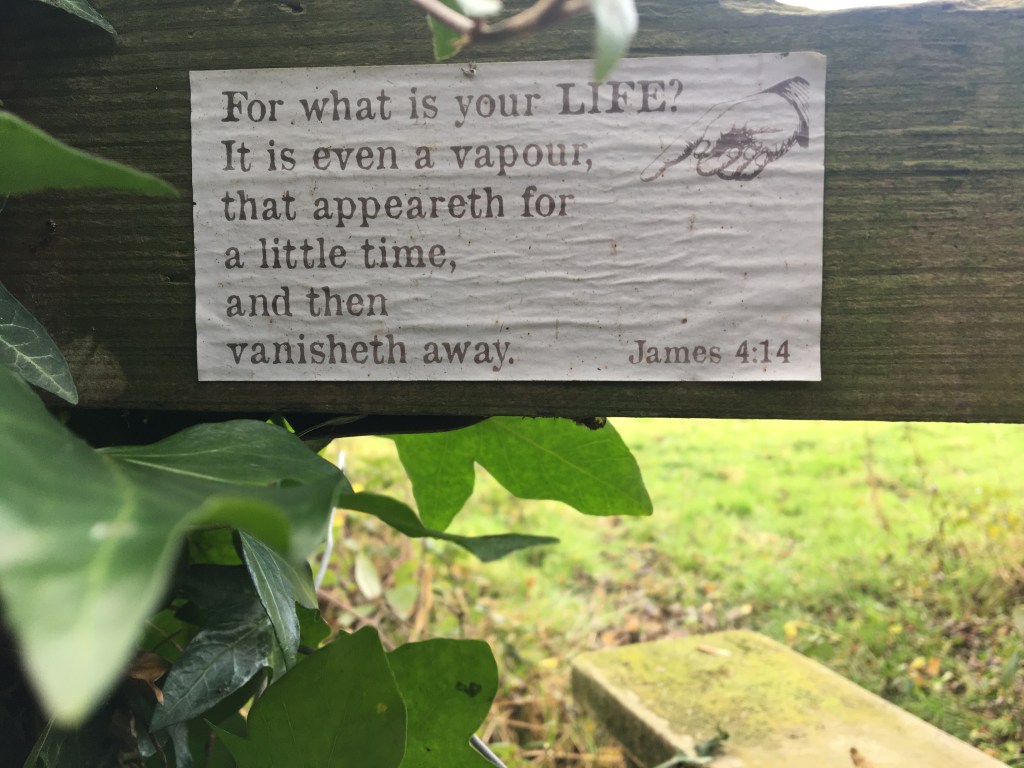 For what is your LIFE?
It is even a vapour,
that appeareth for
a little time,
and then
vanisheth away.
James 4:14